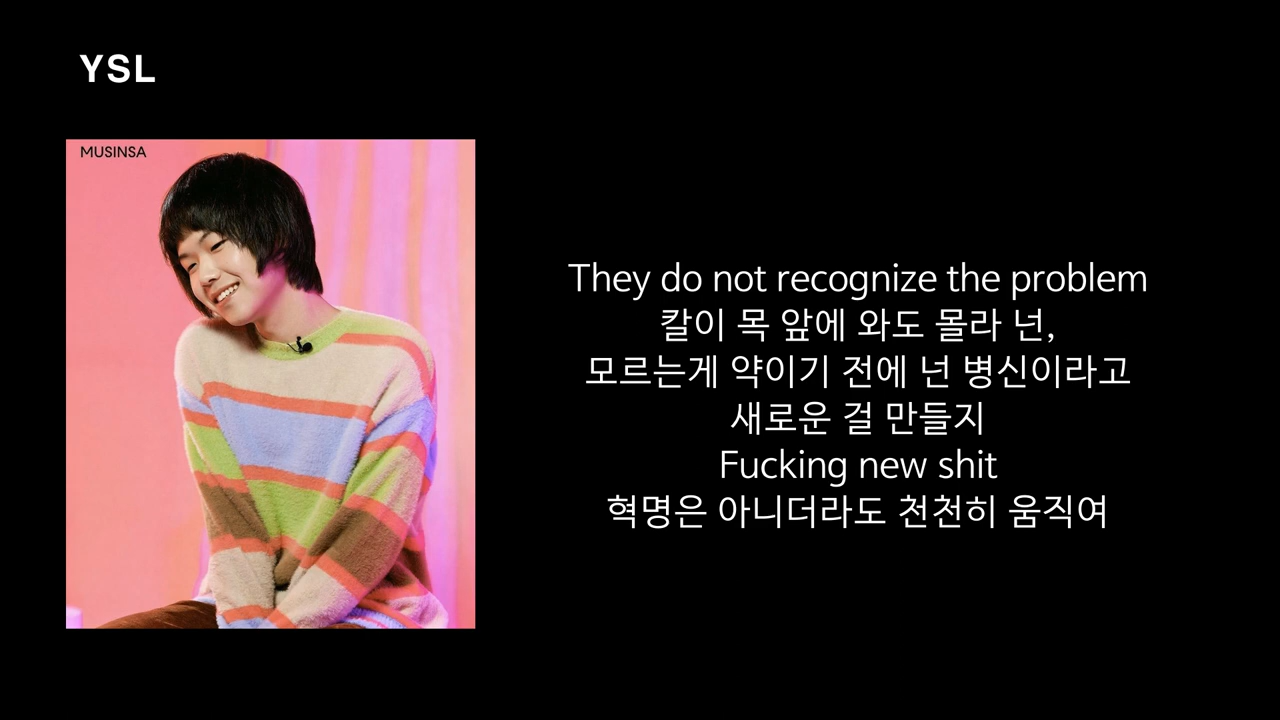 YSL
MUSINSA
They do not recognize the problem
칼이 목 앞에 와도 몰라 넌,
모르는게 약이기 전에 넌 병신이라고
새로운 걸 만들지
Fucking new shit
혁명은 아니더라도 천천히 움직여